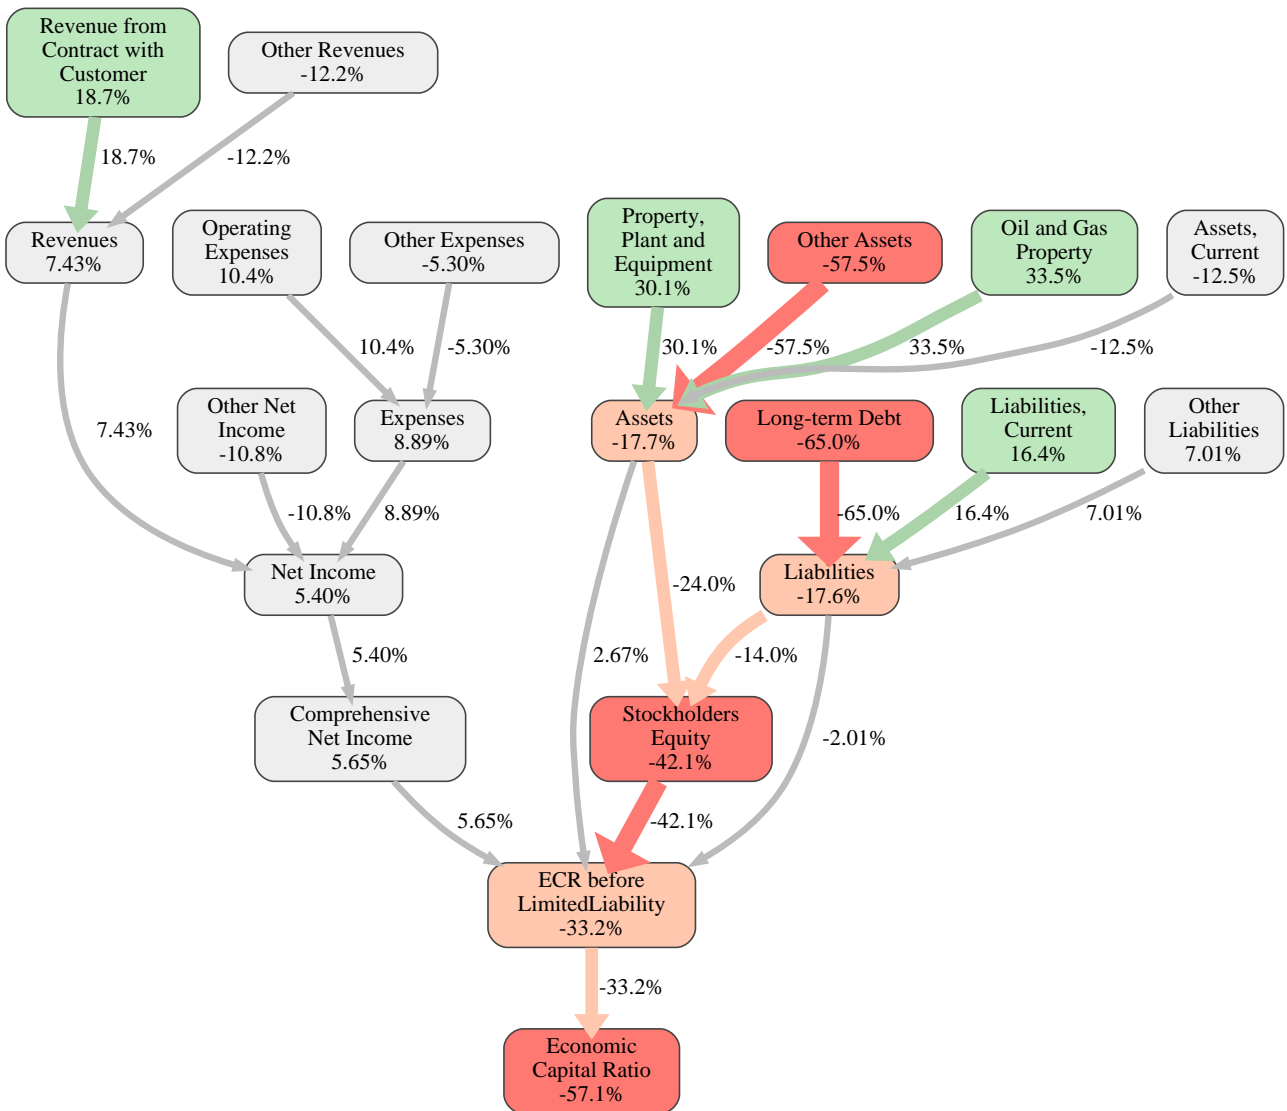 Revenue from
Contract with
Customer
18.7%
Other Revenues
-12.2%
18.7%
-12.2%
Revenues
7.43%
Operating
Expenses
10.4%
Other Expenses
-5.30%
Property,
Plant and
Equipment
30.1%
Other Assets
-57.5%
Oil and Gas
Property
33.5%
Assets,
Current
-12.5%
10.4%
-5.30%
30.1%
-57.5%
33.5%
-12.5%
7.43%
Other Net
Income
-10.8%
Expenses
8.89%
Assets
-17.7%
Long-term Debt
-65.0%
Liabilities,
Current
16.4%
Other
Liabilities
7.01%
-10.8%
8.89%
-65.0%
16.4%
7.01%
Net Income
5.40%
-24.0%
Liabilities
-17.6%
5.40%
2.67%
-14.0%
Comprehensive
Net Income
5.65%
Stockholders
Equity
-42.1%
-2.01%
5.65%
-42.1%
ECR before
LimitedLiability
-33.2%
-33.2%
Economic
Capital Ratio
-57.1%